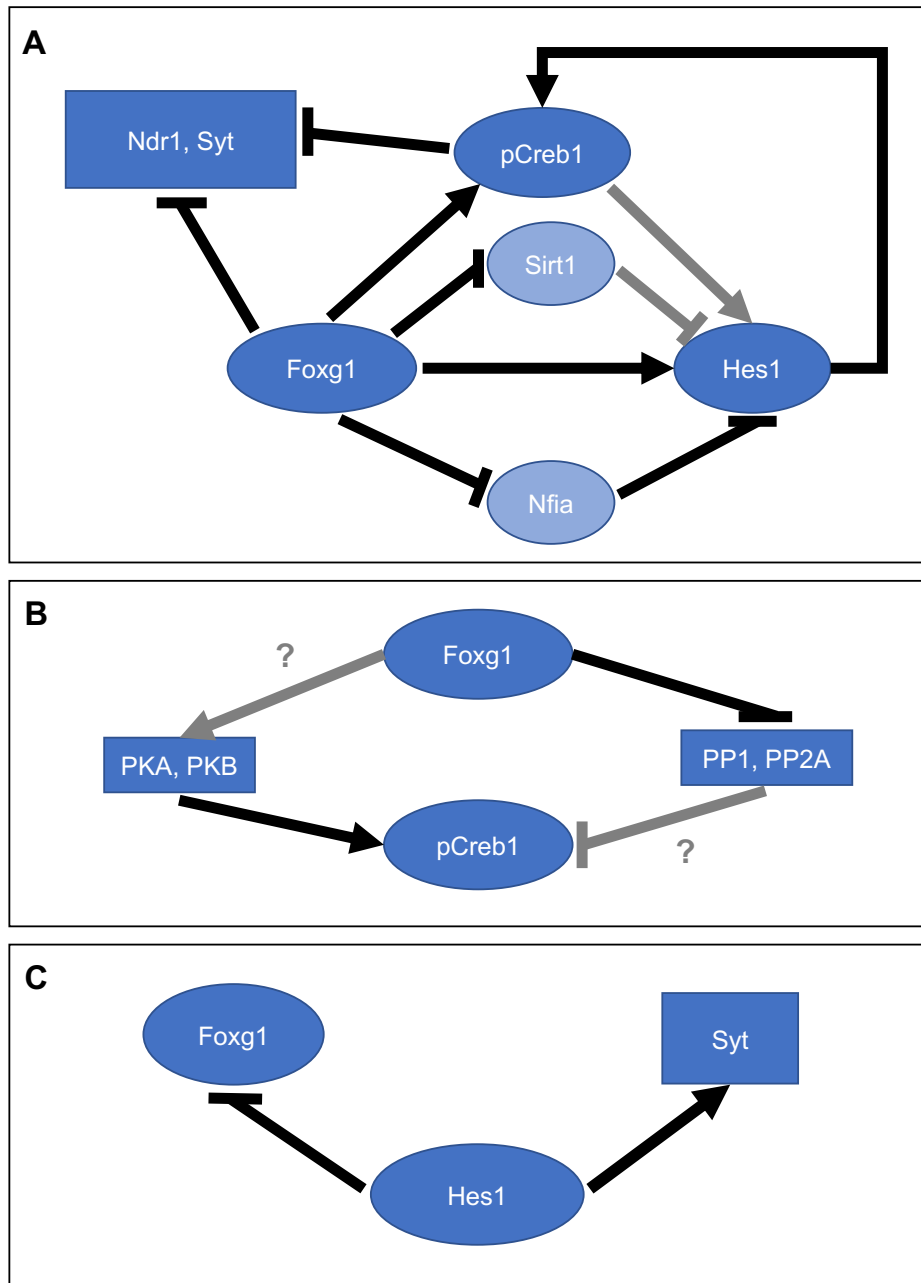 A
Ndr1, Syt
pCreb1
Sirt1
Foxg1
Hes1
Nfia
B
Foxg1
?
PKA, PKB
PP1, PP2A
pCreb1
?
C
Foxg1
Syt
Hes1